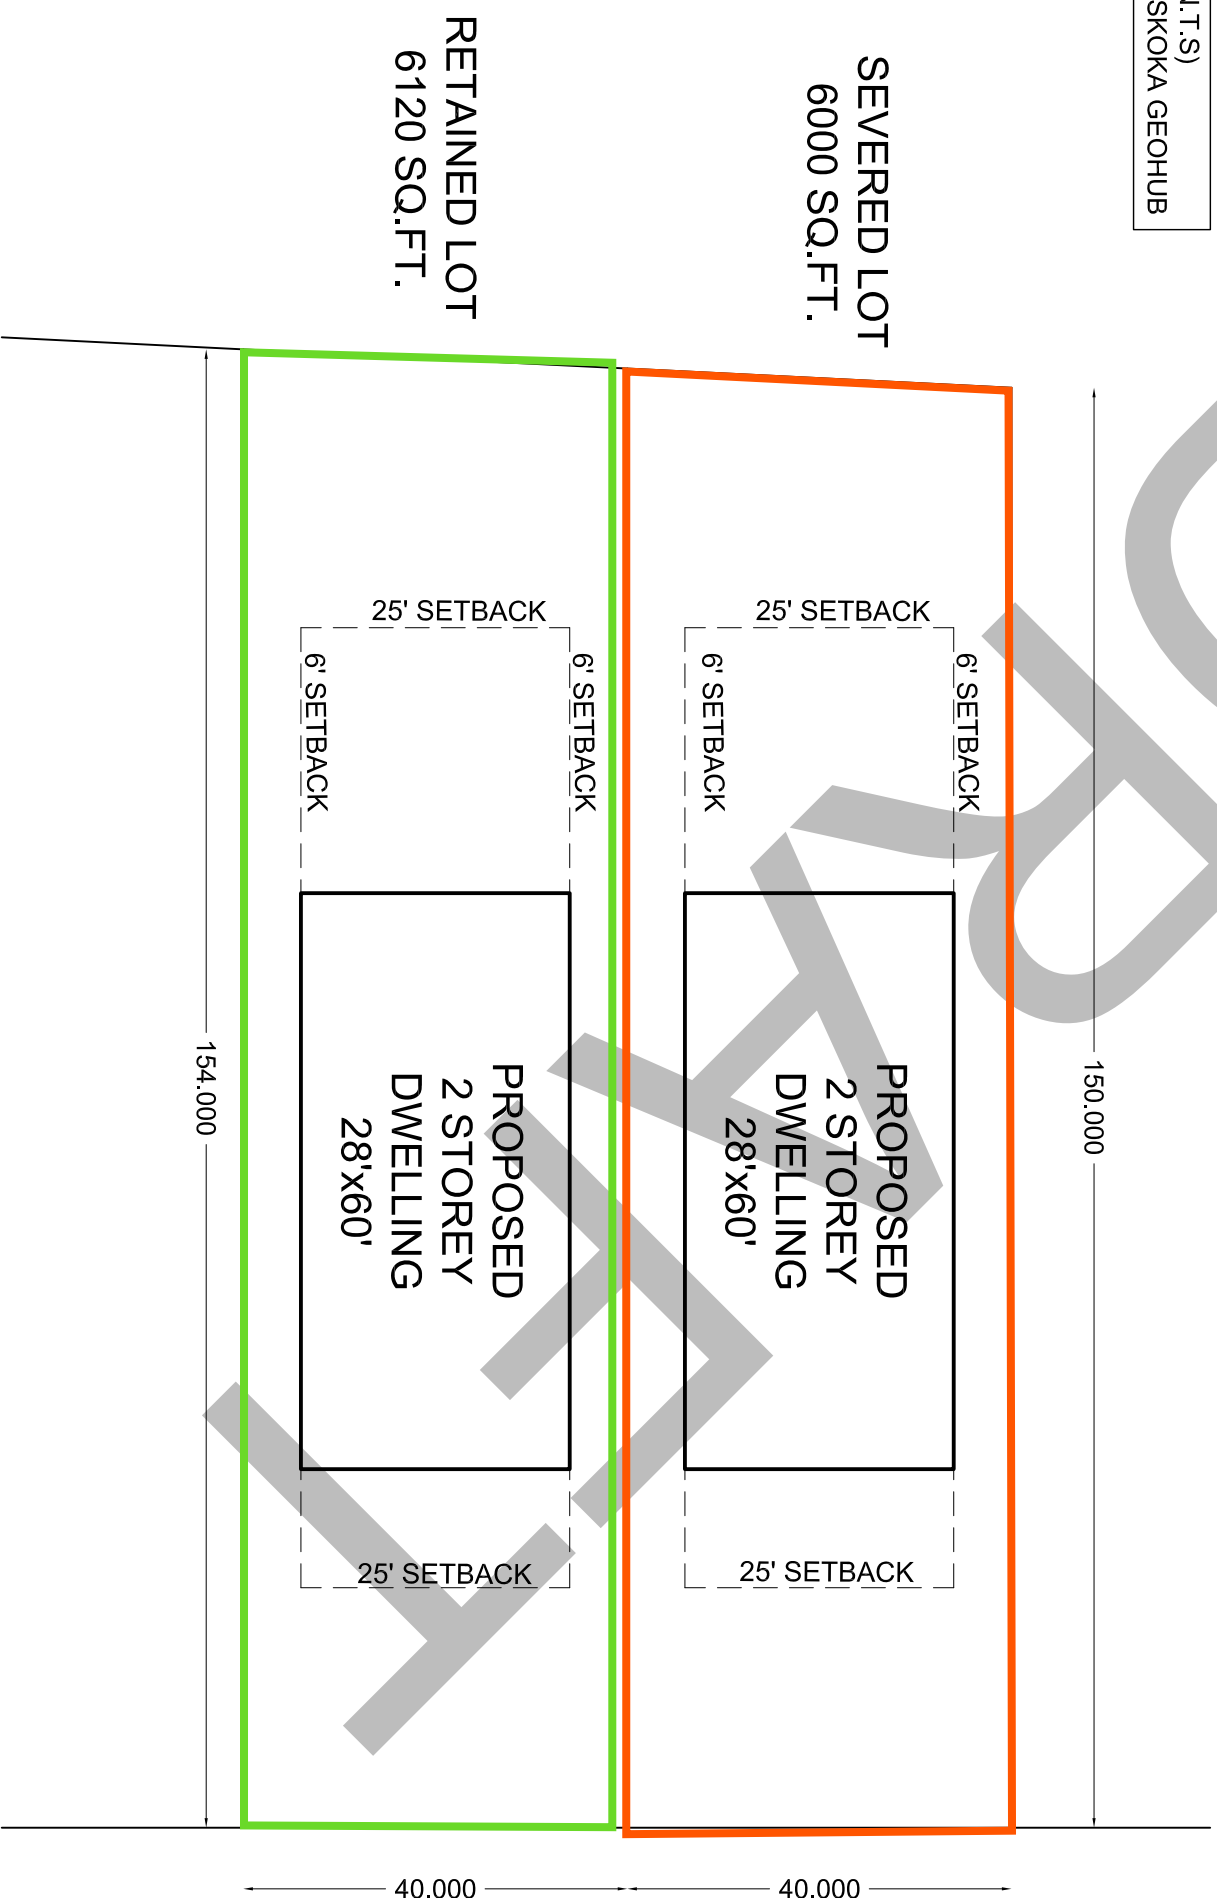 N.T.S)
SKOKA GEOHUB
SEVERED LOT
6000 SQ.FT.
RETAINED LOT
6120 SQ.FT.
150.000
25' SETBACK
6' SETBACK
6' SETBACK
PROPOSED
2 STOREY
DWELLING
28'x60'
25' SETBACK
25' SETBACK
6' SETBACK
6' SETBACK
PROPOSED
2 STOREY
DWELLING
28'x60'
25' SETBACK
154.000
40.000
40.000
DRAFT